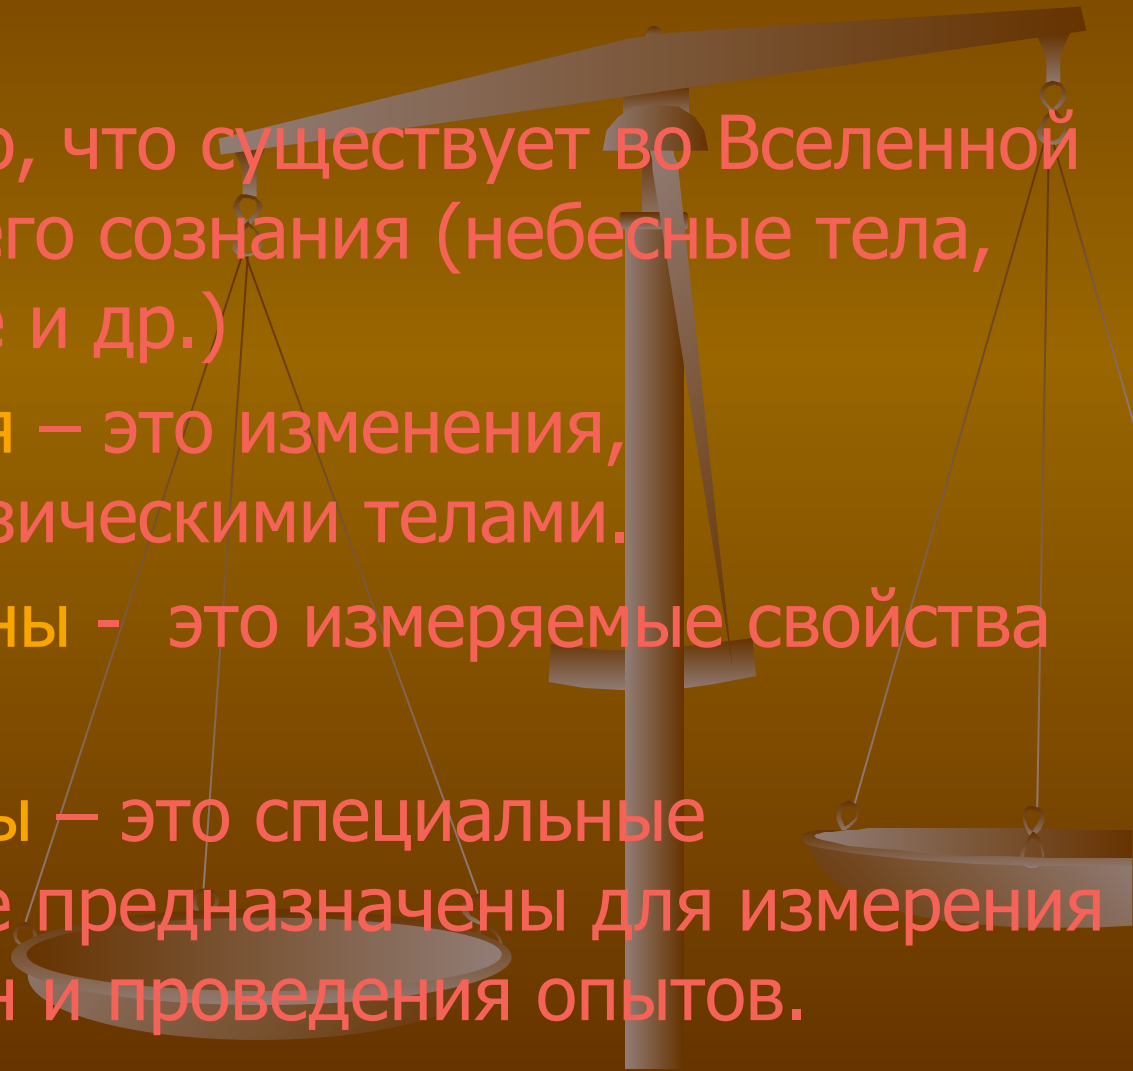 о, что существует во Вселенной
его сознания (небесные тела,
е и др.)
я – это изменения,
зическими телами.
ны - это измеряемые свойства
ы – это специальные
е предназначены для измерения
н и проведения опытов.